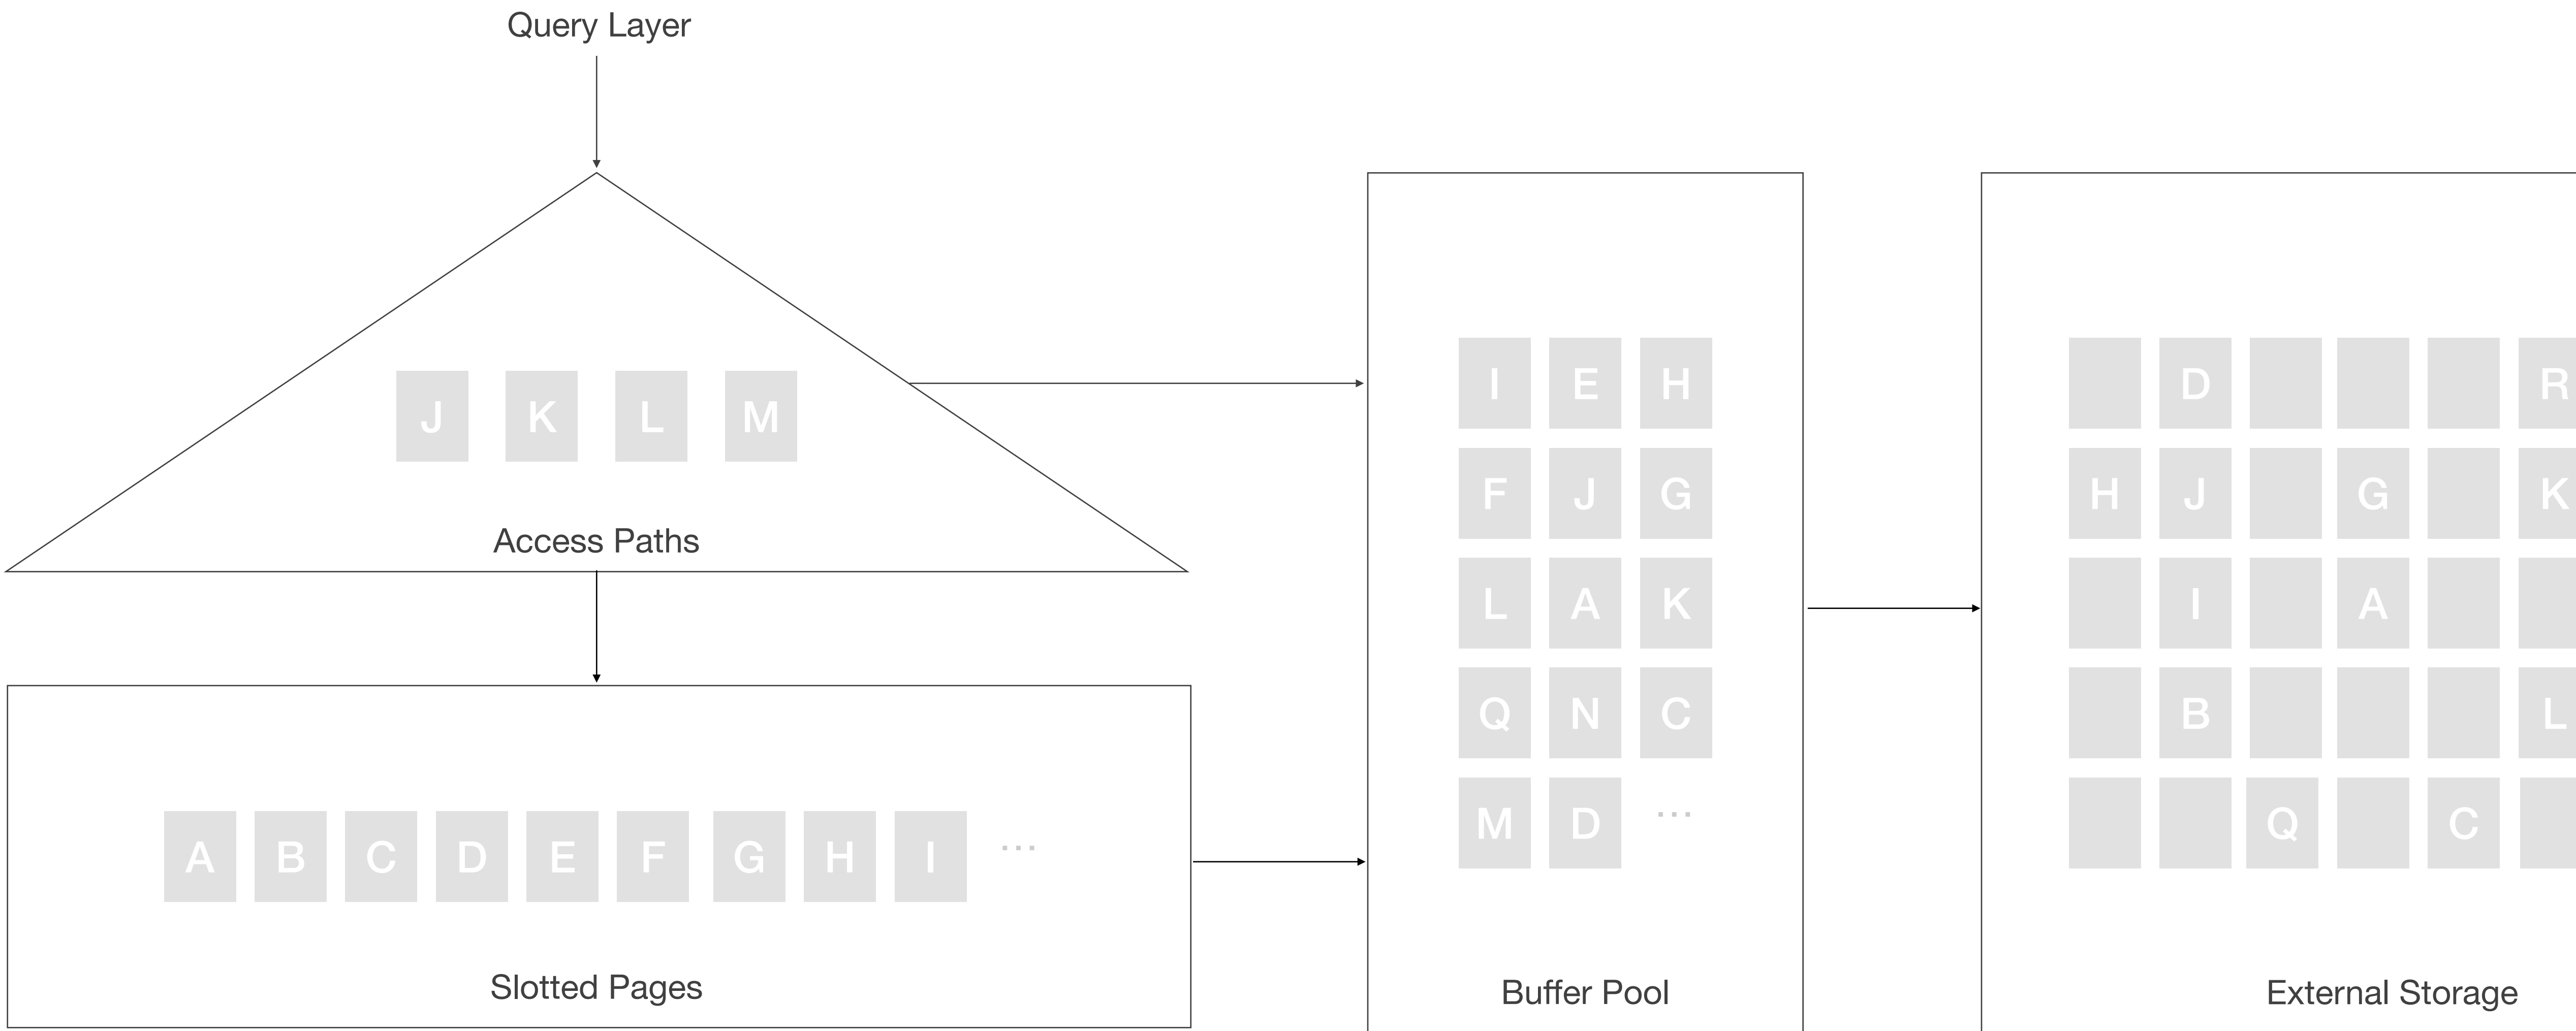 Query Layer
J K L M
Access Paths
A B C D E F G H I ...
Slotted Pages
I E H
F J G
L A K
Q N C
M D ...
Buffer Pool
D R
H J G K
I A
B L
Q C
External Storage